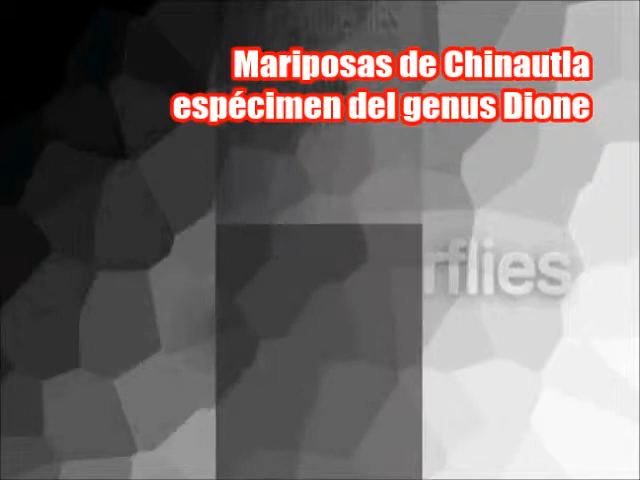 Mariposas de Chinautla
espécimen del genus Dione
rflies